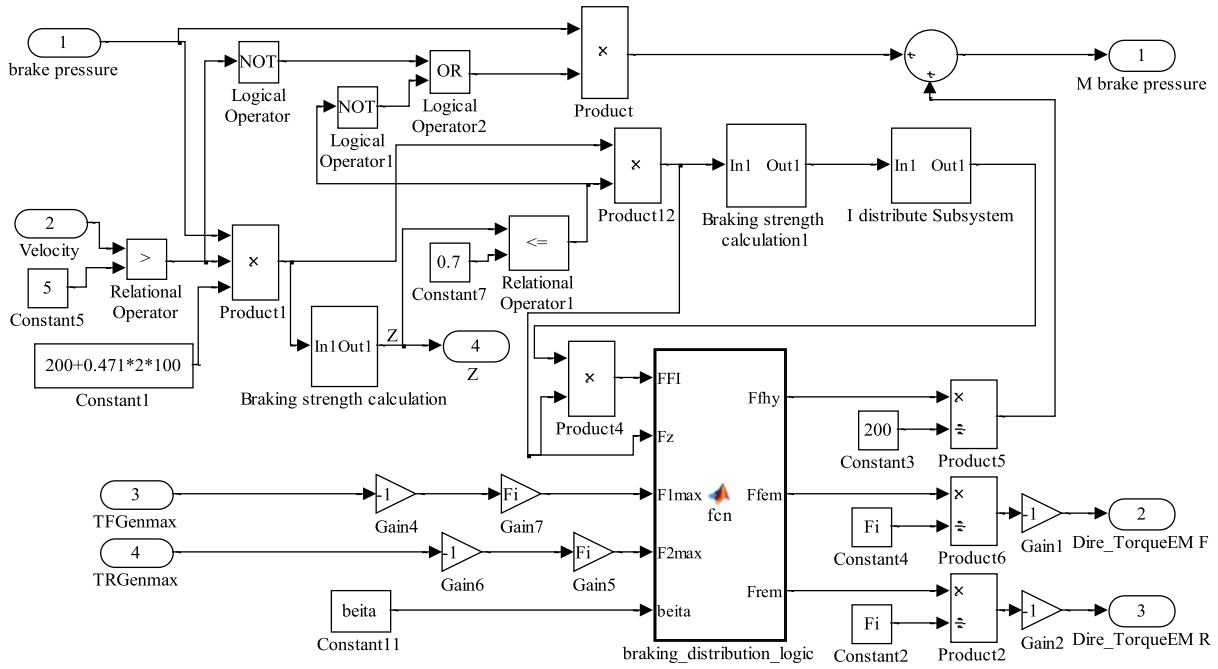 1
brake pressure
NOT
Logical
Operator
NOT
Logical
Operator1
OR
Logical
Operator2
×
Product
+
+
1
M brake pressure
2
Velocity
5
Constant5
>
Relational
Operator
×
Product1
200+0.471*2*100
Constant1
In1Out1
Braking strength calculation
Z
4
Z
0.7
Constant7
<=
Relational
Operator1
×
Product12
In1 Out1
Braking strength
calculation1
In1 Out1
I distribute Subsystem
×
Product4
3
TFGenmax
-1
Gain4
Fi
Gain7
4
TRGenmax
-1
Gain6
Fi
Gain5
beita
Constant11
FFI
Fz
F1max
F2max
beita
fcn
Ffhy
Ffem
Frem
braking_distribution_logic
200
Constant3
×
÷
Product5
Fi
Constant4
×
÷
Product6
-1
Gain1
2
Dire_TorqueEM F
Fi
Constant2
×
÷
Product2
-1
Gain2
3
Dire_TorqueEM R